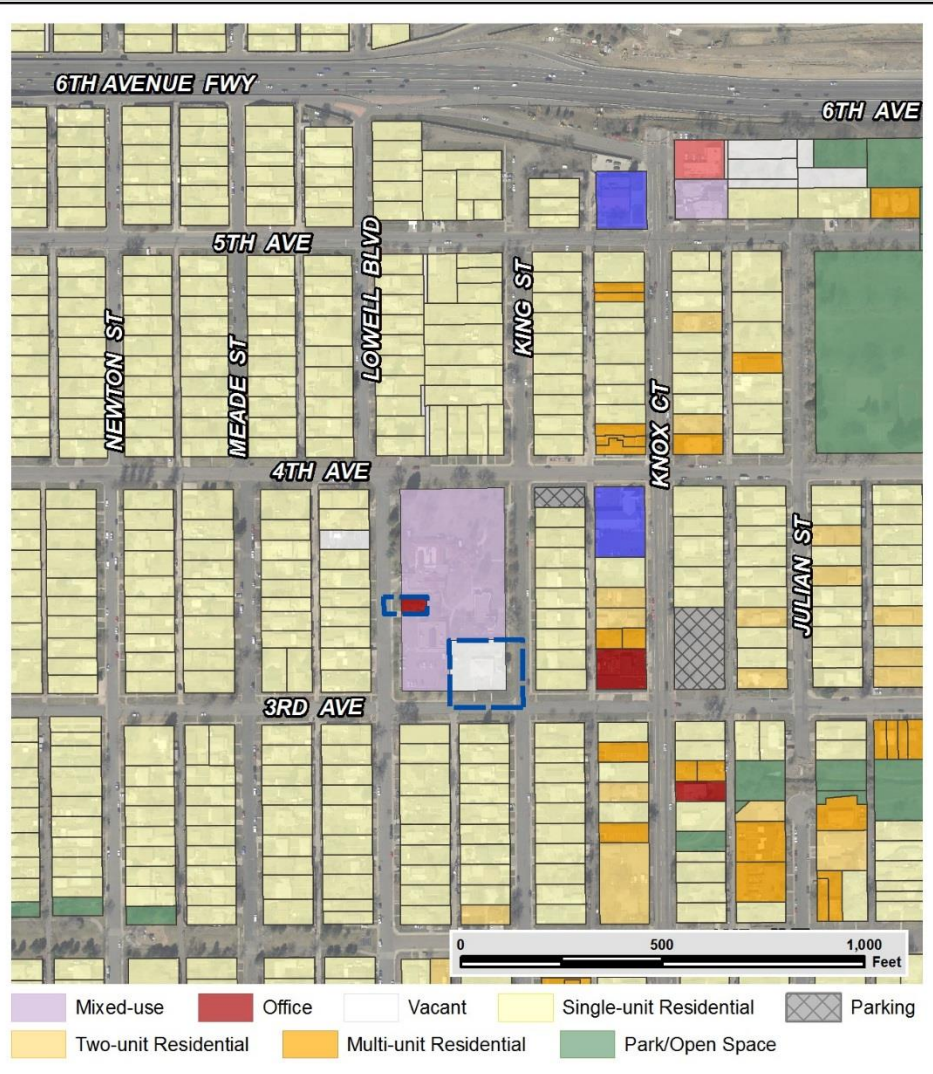 6TH AVENUE FWY
6TH AVE
5TH AVE
LOWELL BLVD
KING ST
NEWTON ST
MEADE ST
KNOX CT
4TH AVE
JULIAN ST
3RD AVE
0 500 1,000
Feet
Mixed-use Office Vacant Single-unit Residential Parking
Two-unit Residential Multi-unit Residential Park/Open Space